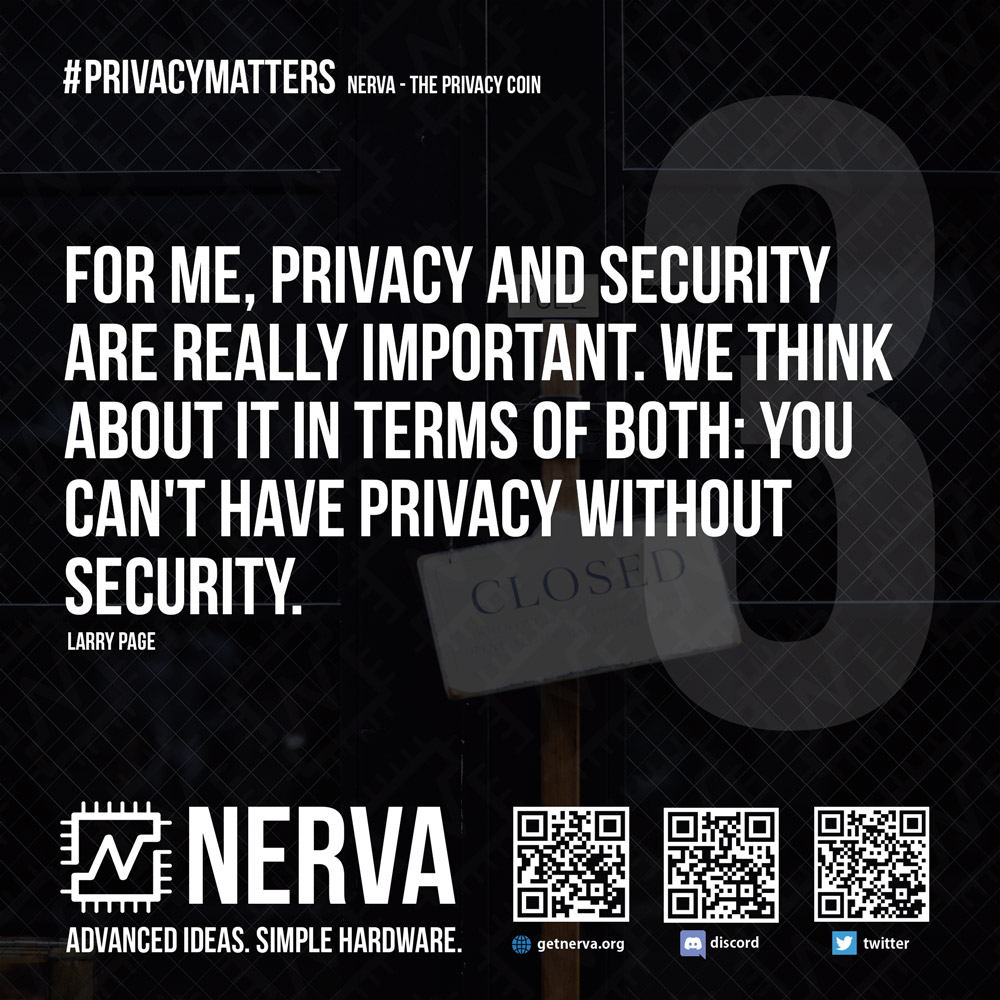 #PRIVACYMATTERS NERVA - THE PRIVACY COIN
3
PULL
FOR ME, PRIVACY AND SECURITY
ARE REALLY IMPORTANT. WE THINK
ABOUT IT IN TERMS OF BOTH: YOU
CAN'T HAVE PRIVACY WITHOUT
SECURITY.
CLOSED
LARRY PAGE
NERVA
ADVANCED IDEAS. SIMPLE HARDWARE.
getnerva.org
discord
twitter